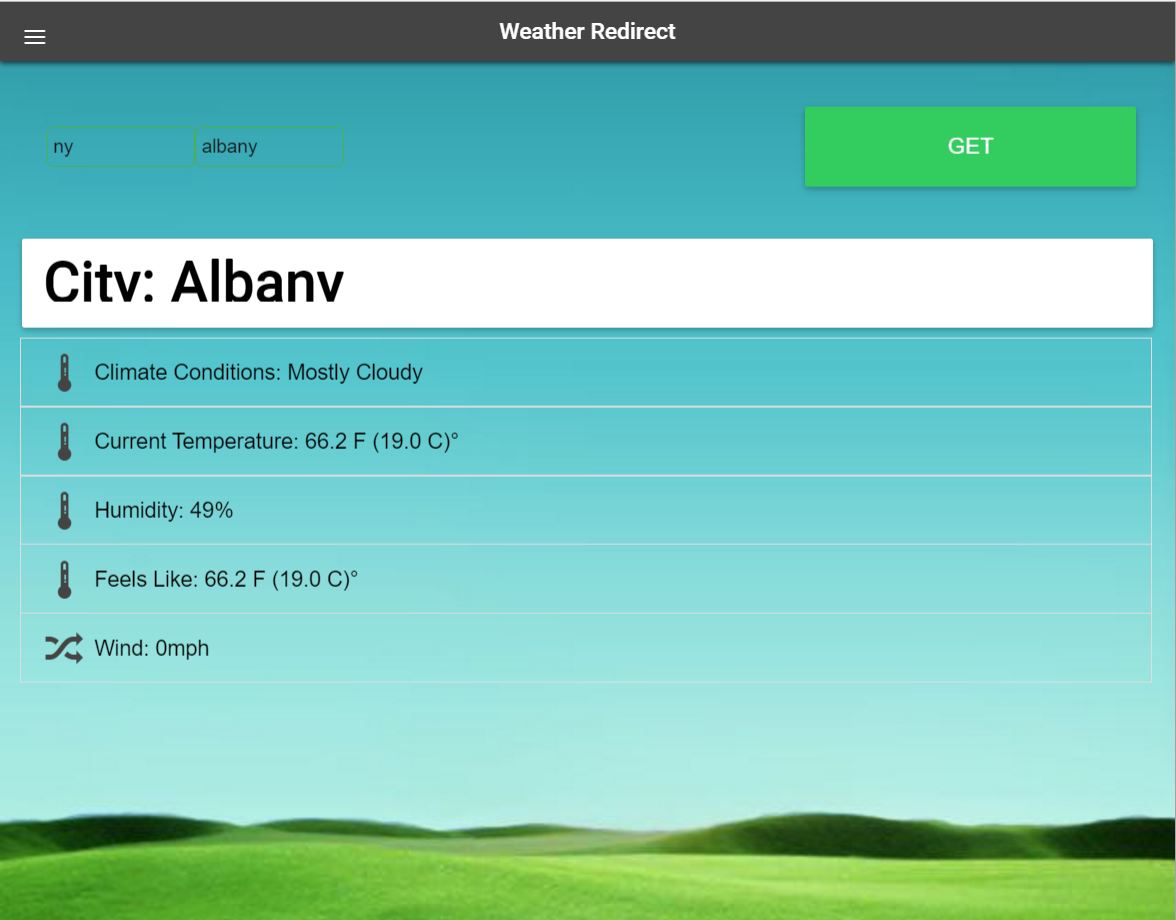 Weather Redirect
ny albany
GET
City: Albany
Climate Conditions: Mostly Cloudy
Current Temperature: 66.2 F (19.0 C)°
Humidity: 49%
Feels Like: 66.2 F (19.0 C)°
Wind: 0mph